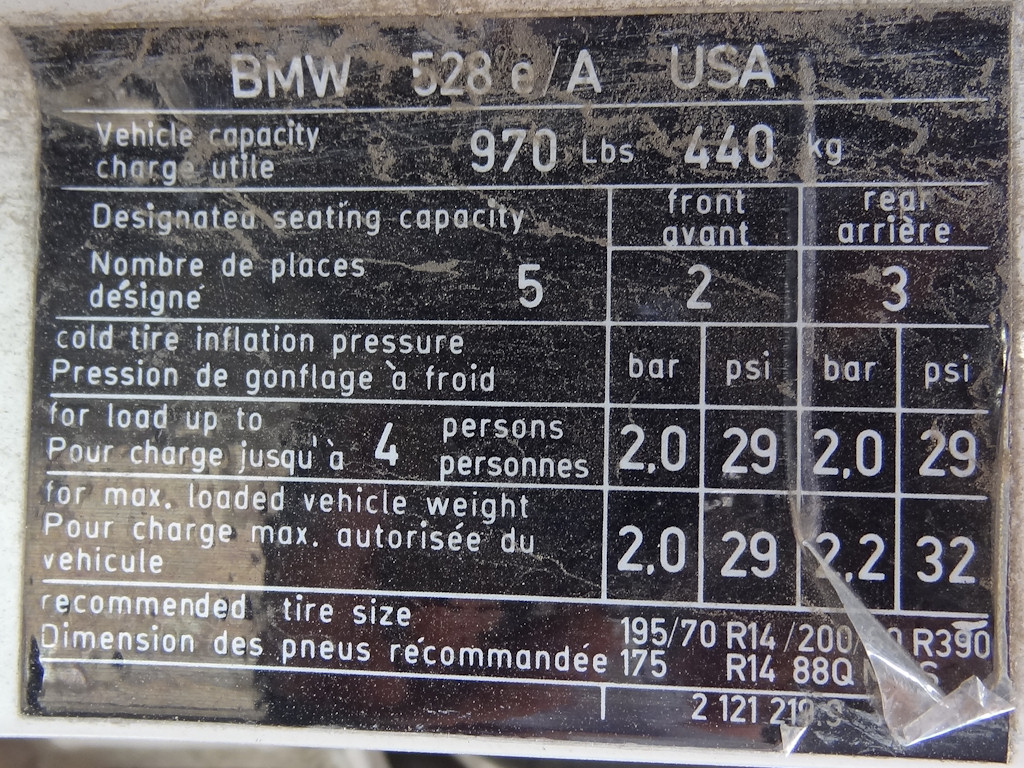 BMW 528 e/A USA
Vehicle capacity
charge utile 970 Lbs 440 kg
Designated seating capacity front rear
avant arrière
Nombre de places
désigné 5 2 3
cold tire inflation pressure
Pression de gonflage à froid bar psi bar psi
for load up to 4 persons
Pour charge jusqu'à personnes 2,0 29 2,0 29
for max. loaded vehicle weight
Pour charge max. autorisée du
vehicule 2,0 29 2,2 32
recommended tire size
Dimension des pneus récommandée
195/70 R14 /200/ R390
175 R14 88Q
2 121